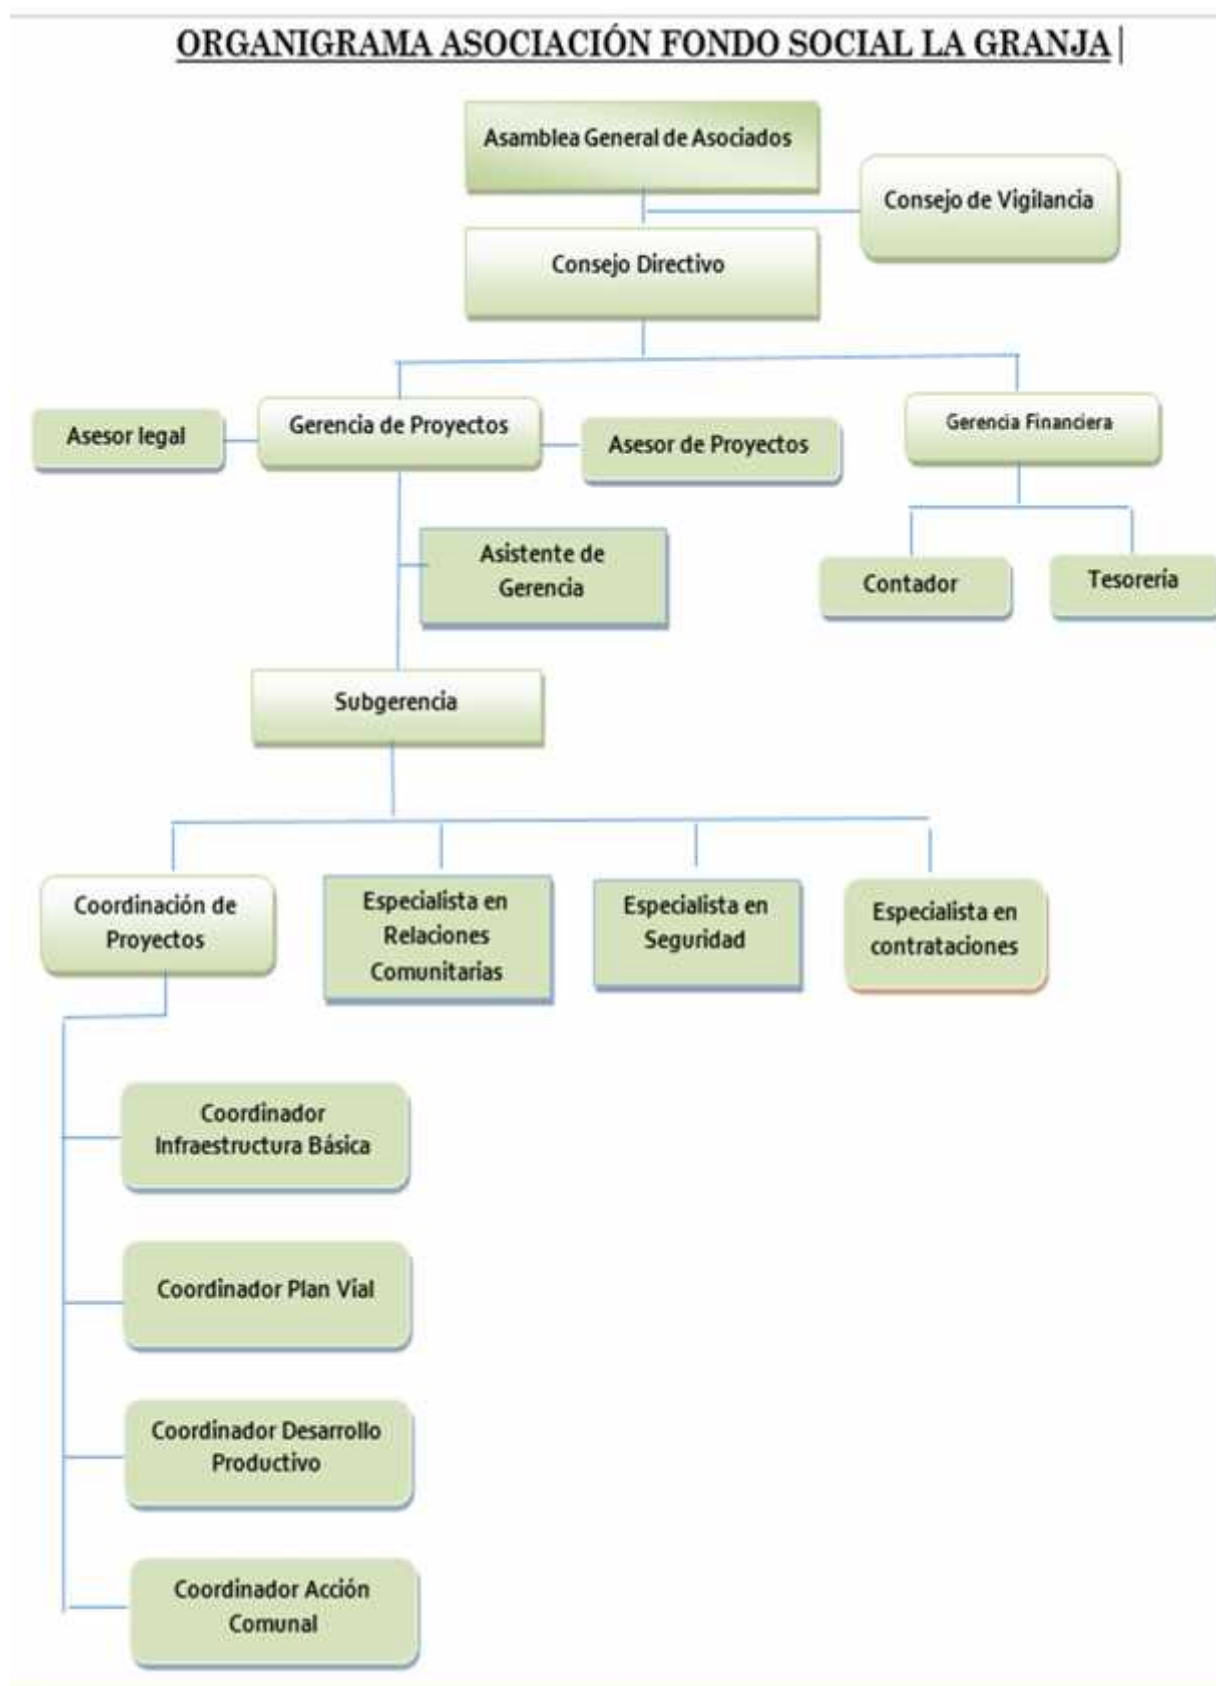 ORGANIGRAMA ASOCIACIÓN FONDO SOCIAL LA GRANJA
Asamblea General de Asociados
Consejo de Vigilancia
Consejo Directivo
Asesor legal
Gerencia de Proyectos
Asesor de Proyectos
Gerencia Financiera
Asistente de
Gerencia
Contador
Tesorería
Subgerencia
Coordinación de
Proyectos
Especialista en
Relaciones
Comunitarias
Especialista en
Seguridad
Especialista en
contrataciones
Coordinador
Infraestructura Básica
Coordinador Plan Vial
Coordinador Desarrollo
Productivo
Coordinador Acción
Comunal